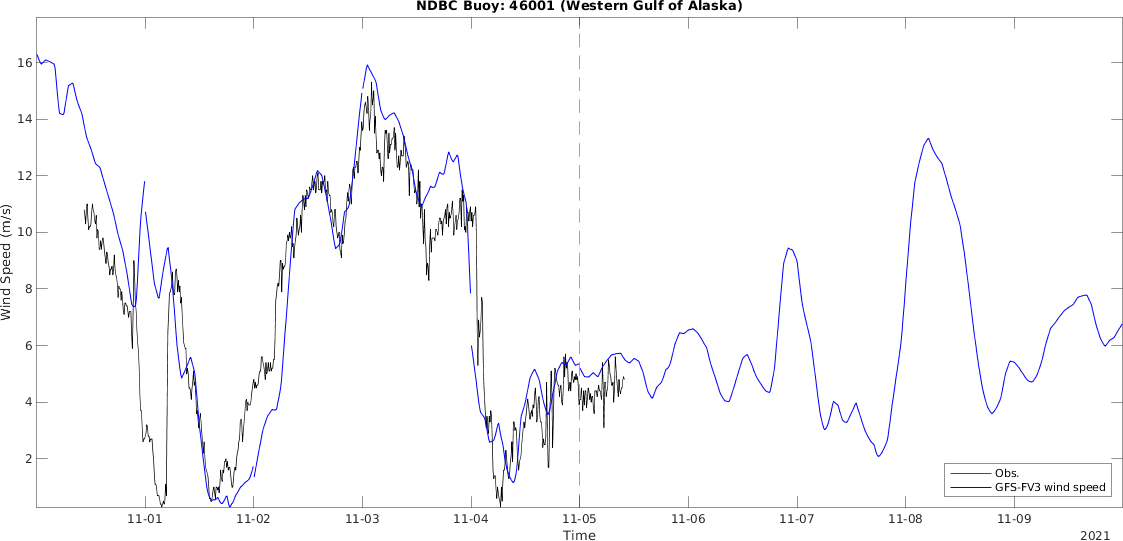 NDBC Buoy: 46001 (Western Gulf of Alaska)
16
14
12
10
8
6
4
2
Wind Speed (m/s)
Obs.
GFS-FV3 wind speed
11-01 11-02 11-03 11-04 11-05 11-06 11-07 11-08 11-09
Time
2021